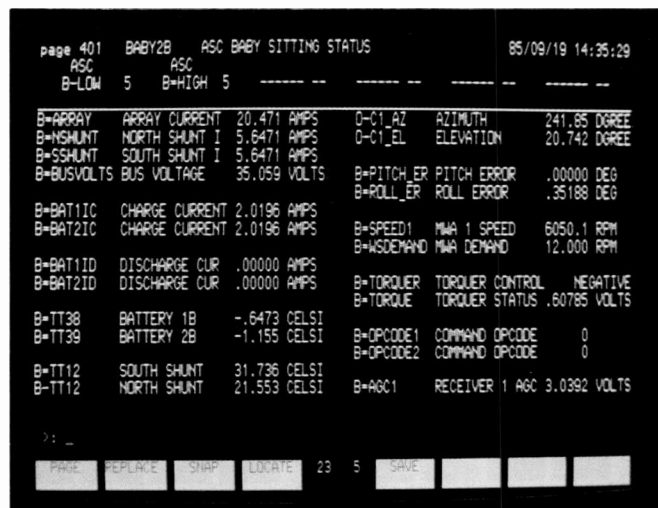 page 401 BABY2B ASC BABY SITTING STATUS 85/09/19 14:35:29
ASC ASC
B-LOW 5 B=HIGH 5 ------ -- ------ -- ------ -- ------ --
B=ARRAY ARRAY CURRENT 20.471 AMPS O-C1_AZ AZIMUTH 241.85 DGREE
B=NSHUNT NORTH SHUNT I 5.6471 AMPS O-C1_EL ELEVATION 20.742 DGREE
B=SSHUNT SOUTH SHUNT I 5.6471 AMPS
B=BUSVOLTS BUS VOLTAGE 35.059 VOLTS B=PITCH_ER PITCH ERROR .00000 DEG
B=ROLL_ER ROLL ERROR .35188 DEG
B=BAT1IC CHARGE CURRENT 2.0196 AMPS
B=BAT2IC CHARGE CURRENT 2.0196 AMPS B=SPEED1 MWA 1 SPEED 6050.1 RPM
B=WSDEMAND MWA DEMAND 12.000 RPM
B=BAT1ID DISCHARGE CUR .00000 AMPS
B=BAT2ID DISCHARGE CUR .00000 AMPS B=TORQUER TORQUER CONTROL NEGATIVE
B=TORQUE TORQUER STATUS .60785 VOLTS
B=TT38 BATTERY 1B -.6473 CELSI
B=TT39 BATTERY 2B -1.155 CELSI B=OPCODE1 COMMAND OPCODE 0
B=OPCODE2 COMMAND OPCODE 0
B=TT12 SOUTH SHUNT 31.736 CELSI
B-TT12 NORTH SHUNT 21.553 CELSI B=AGC1 RECEIVER 1 AGC 3.0392 VOLTS
>: _
PAGE REPLACE SNAP LOCATE 23 5 SAVE